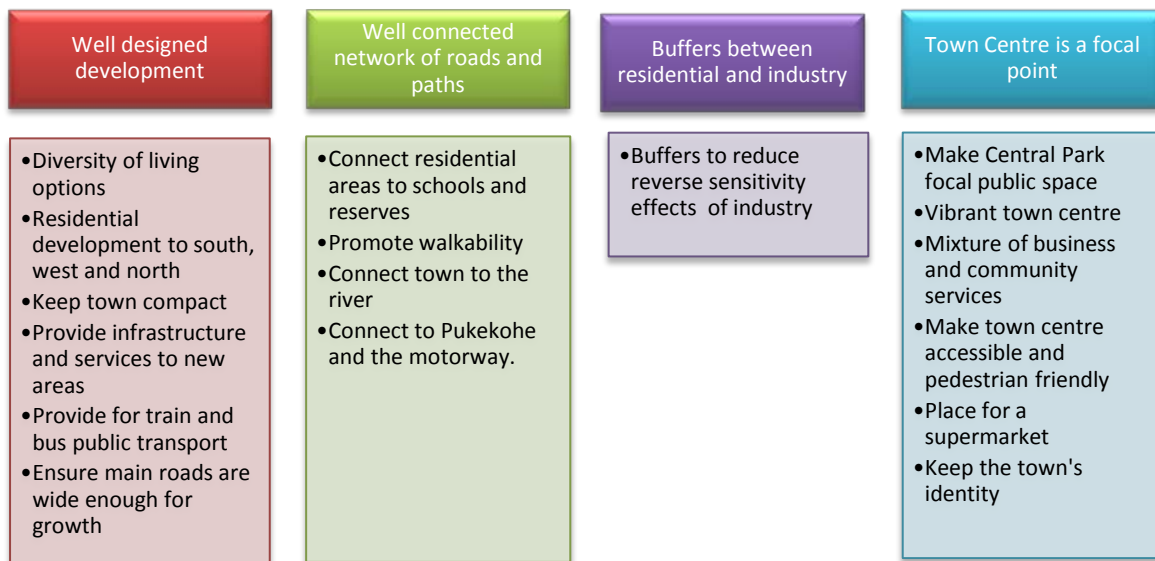 Well designed
development
•Diversity of living
options
•Residential
development to south,
west and north
•Keep town compact
•Provide infrastructure
and services to new
areas
•Provide for train and
bus public transport
•Ensure main roads are
wide enough for
growth
Well connected
network of roads and
paths
•Connect residential
areas to schools and
reserves
•Promote walkability
•Connect town to the
river
•Connect to Pukekohe
and the motorway.
Buffers between
residential and industry
•Buffers to reduce
reverse sensitivity
effects of industry
Town Centre is a focal
point
•Make Central Park
focal public space
•Vibrant town centre
•Mixture of business
and community
services
•Make town centre
accessible and
pedestrian friendly
•Place for a
supermarket
•Keep the town's
identity